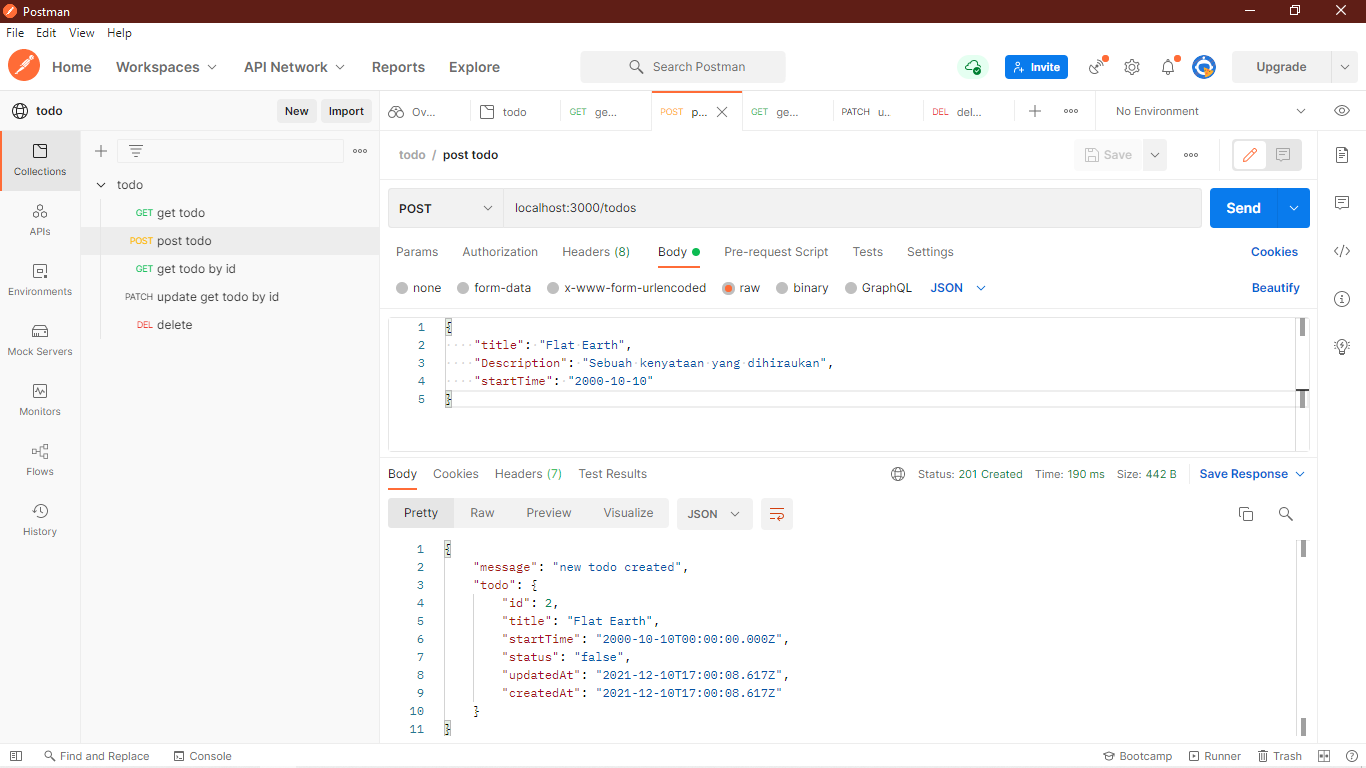 Postman
File Edit View Help
Home Workspaces API Network Reports Explore Search Postman Invite Upgrade
todo New Import Ov... todo GET ge... POST p... GET ge... PATCH u.. DEL del... No Environment
Collections
APIs
Environments
Mock Servers
Monitors
Flows
History
todo
GET get todo
POST post todo
GET get todo by id
PATCH update get todo by id
DEL delete
todo / post todo Save
POST localhost:3000/todos Send
Params Authorization Headers (8) Body Pre-request Script Tests Settings Cookies
none form-data x-www-form-urlencoded raw binary GraphQL JSON Beautify
1 {
2 "title": "Flat Earth",
3 "Description": "Sebuah kenyataan yang dihiraukan",
4 "startTime": "2000-10-10"
5 }
Body Cookies Headers (7) Test Results Status: 201 Created Time: 190 ms Size: 442 B Save Response
Pretty Raw Preview Visualize JSON
1 {
2 "message": "new todo created",
3 "todo": {
4 "id": 2,
5 "title": "Flat Earth",
6 "startTime": "2000-10-10T00:00:00.000Z",
7 "status": "false",
8 "updatedAt": "2021-12-10T17:00:08.617Z",
9 "createdAt": "2021-12-10T17:00:08.617Z"
10 }
11 }
Find and Replace Console Bootcamp Runner Trash